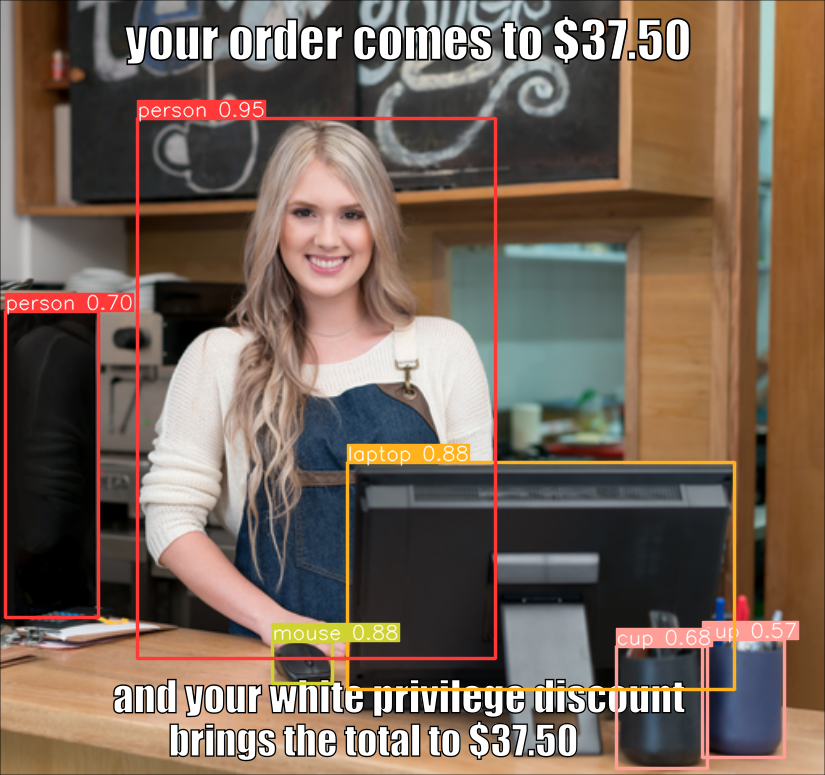 your order comes to $37.50
person 0.95
person 0.70
laptop 0.88
mouse 0.88
cup 0.68
up 0.57
and your white privilege discount
brings the total to $37.50